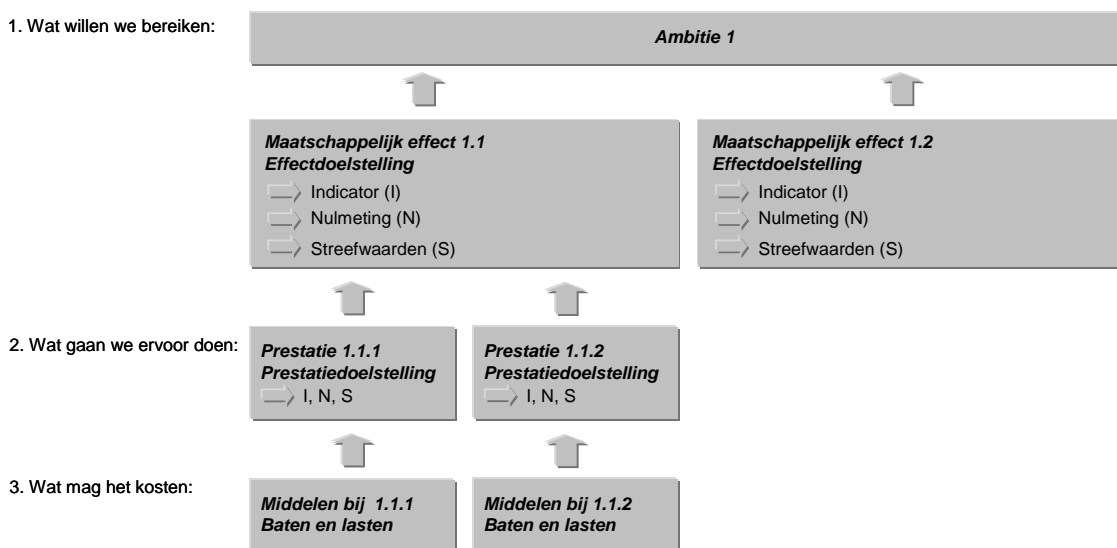 1. Wat willen we bereiken:
Ambitie 1
Maatschappelijk effect 1.1
Effectdoelstelling
Indicator (I)
Nulmeting (N)
Streefwaarden (S)
Maatschappelijk effect 1.2
Effectdoelstelling
Indicator (I)
Nulmeting (N)
Streefwaarden (S)
2. Wat gaan we ervoor doen:
Prestatie 1.1.1
Prestatiedoelstelling
I, N, S
Prestatie 1.1.2
Prestatiedoelstelling
I, N, S
3. Wat mag het kosten:
Middelen bij 1.1.1
Baten en lasten
Middelen bij 1.1.2
Baten en lasten